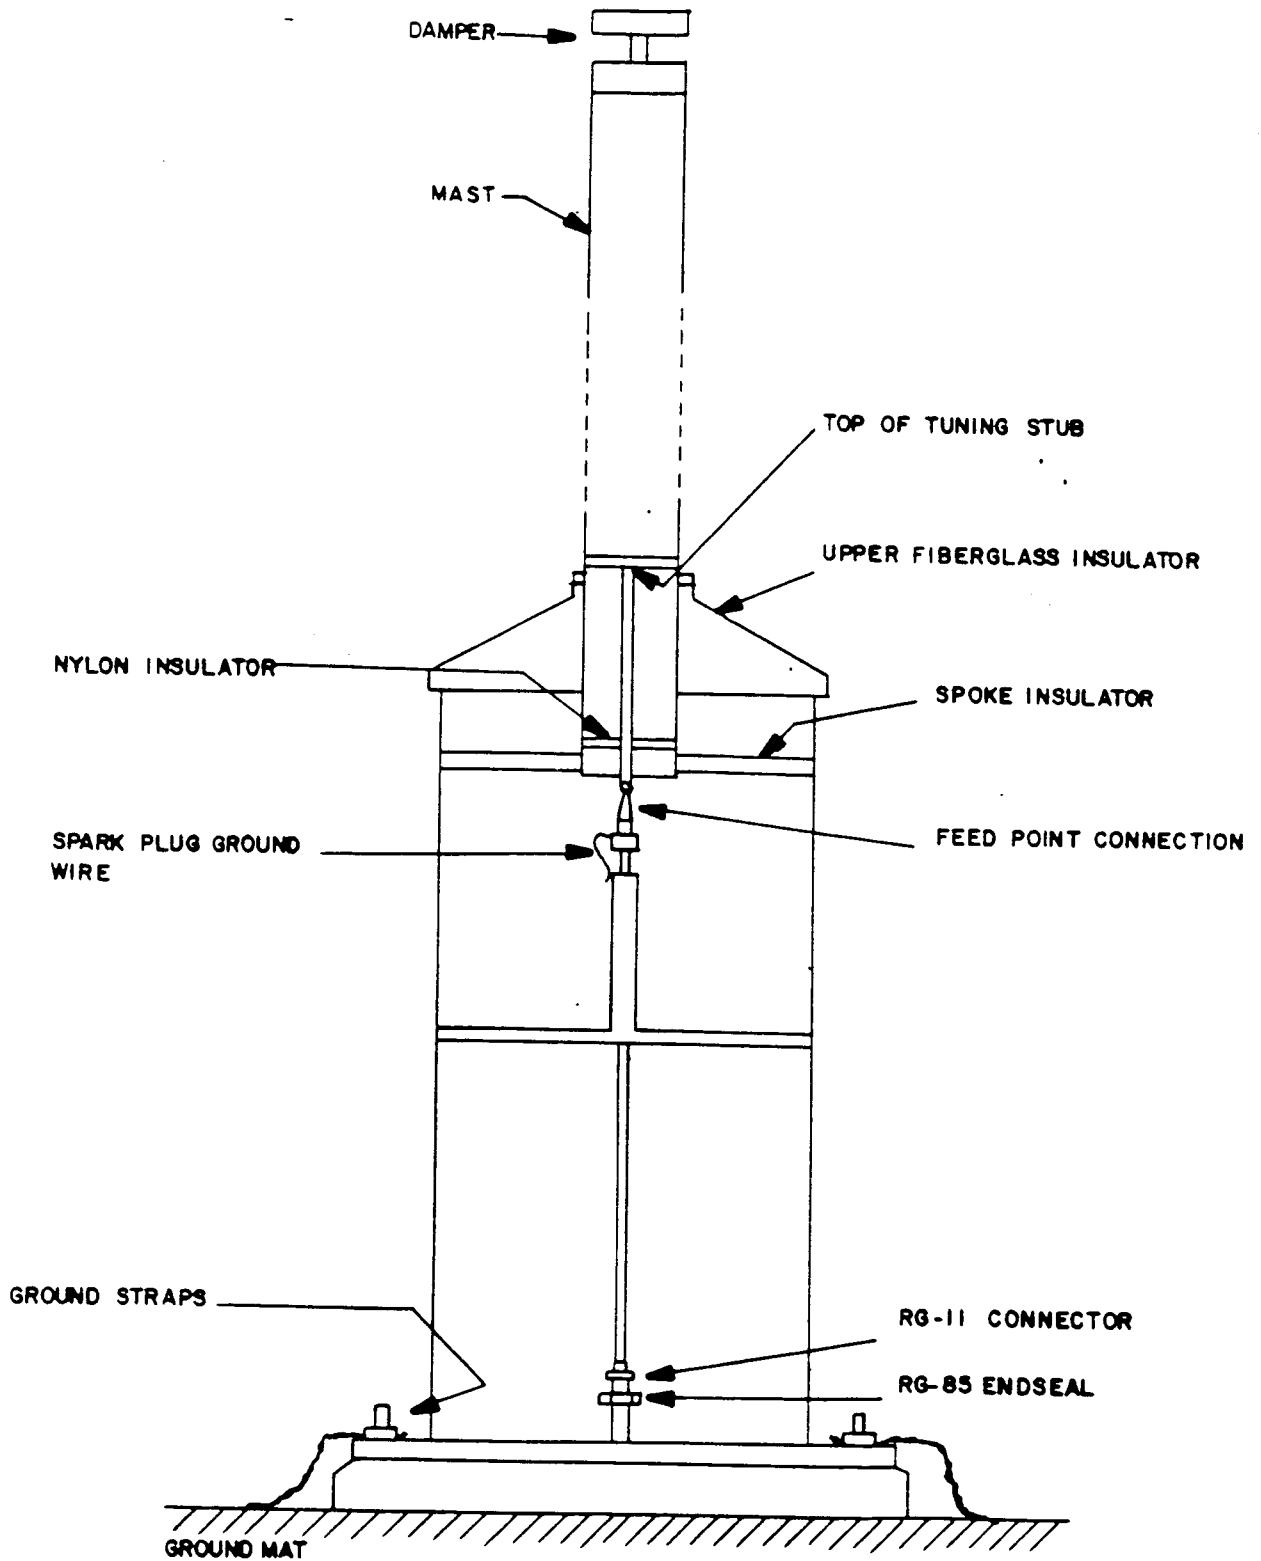 DAMPER
MAST
TOP OF TUNING STUB
UPPER FIBERGLASS INSULATOR
NYLON INSULATOR
SPOKE INSULATOR
SPARK PLUG GROUND
WIRE
FEED POINT CONNECTION
GROUND STRAPS
RG-11 CONNECTOR
RG-85 ENDSEAL
GROUND MAT